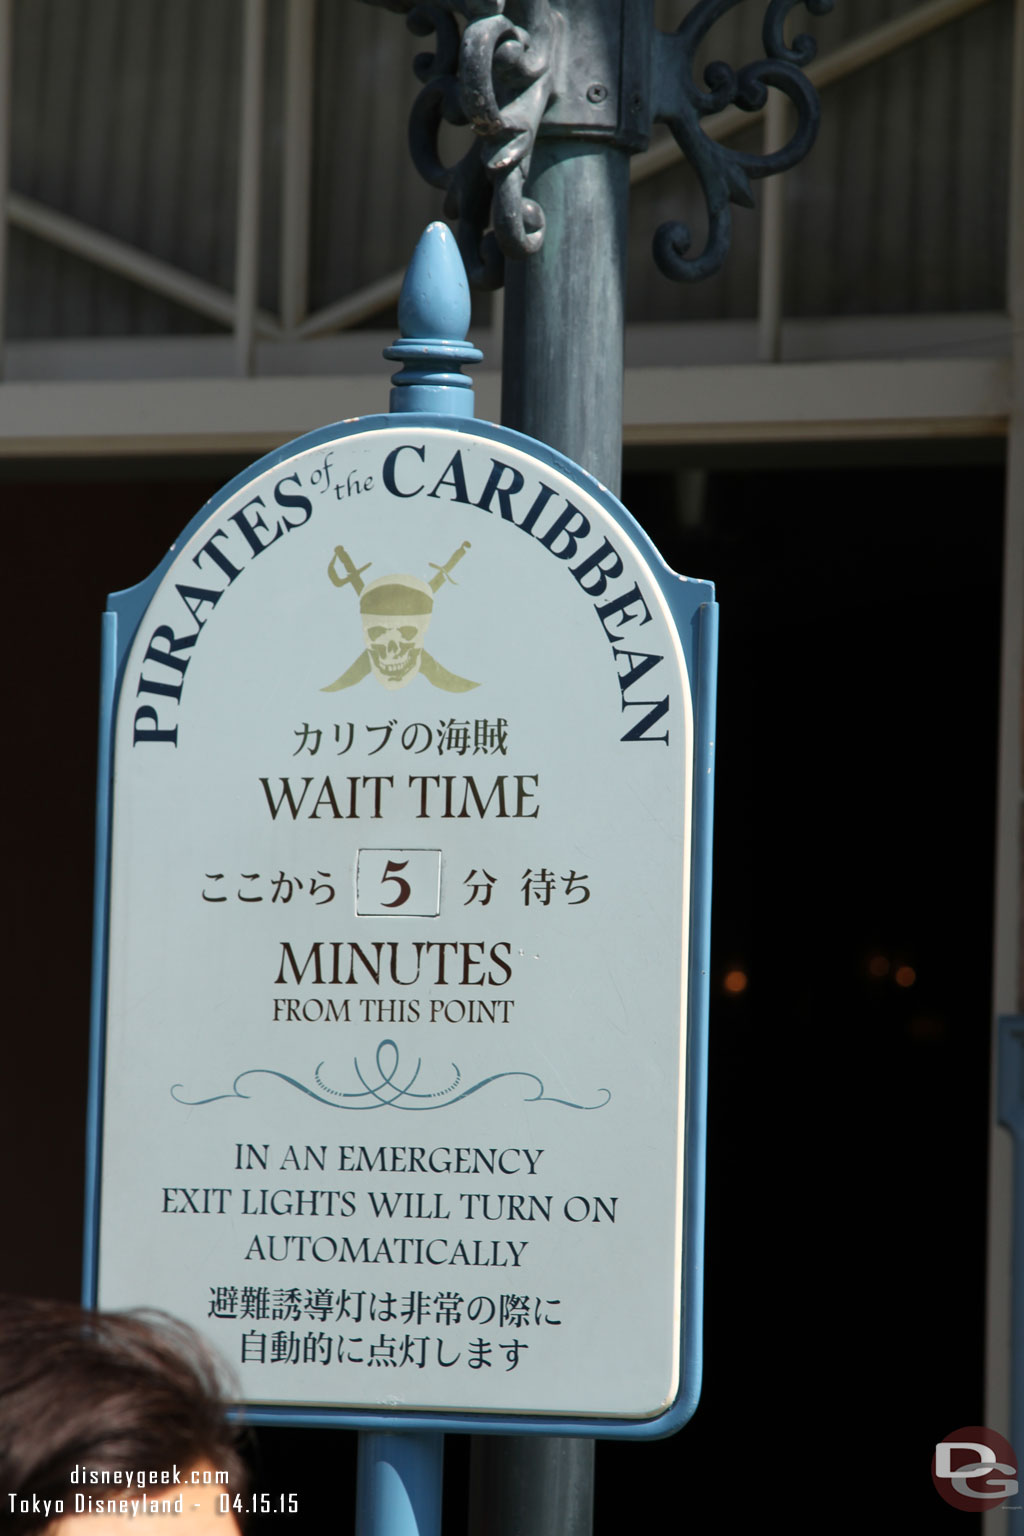 PIRATES of the CARIBBEAN
カリブの海賊
WAIT TIME
ここから 5 分 待ち
MINUTES
FROM THIS POINT
IN AN EMERGENCY
EXIT LIGHTS WILL TURN ON
AUTOMATICALLY
避難誘導灯は非常の際に
自動的に点灯します
disneygeek.com
Tokyo Disneyland - 04.15.15
DG